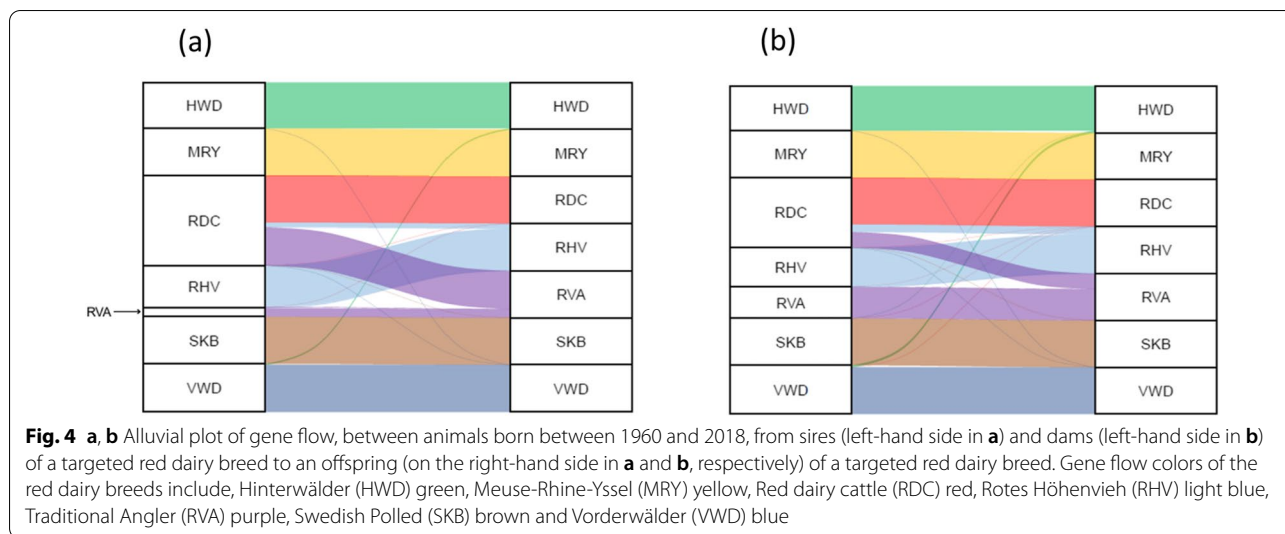 (a)
(b)
HWD
HWD
MRY
MRY
RDC
RDC
RHV
RHV
RVA
RVA
SKB
SKB
VWD
VWD
HWD
HWD
MRY
MRY
RDC
RDC
RHV
RHV
RVA
RVA
SKB
SKB
VWD
VWD
Fig. 4 a, b Alluvial plot of gene flow, between animals born between 1960 and 2018, from sires (left-hand side in a) and dams (left-hand side in b)
of a targeted red dairy breed to an offspring (on the right-hand side in a and b, respectively) of a targeted red dairy breed. Gene flow colors of the
red dairy breeds include, Hinterwälder (HWD) green, Meuse-Rhine-Yssel (MRY) yellow, Red dairy cattle (RDC) red, Rotes Höhenvieh (RHV) light blue,
Traditional Angler (RVA) purple, Swedish Polled (SKB) brown and Vorderwälder (VWD) blue